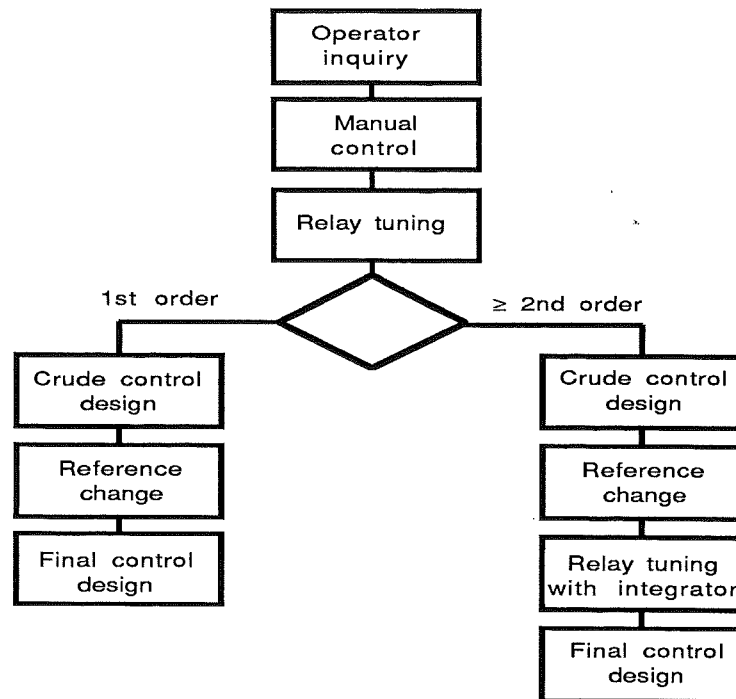 Operator
inquiry
Manual
control
Relay tuning
1st order
≥ 2nd order
Crude control
design
Reference
change
Final control
design
Crude control
design
Reference
change
Relay tuning
with integrator
Final control
design